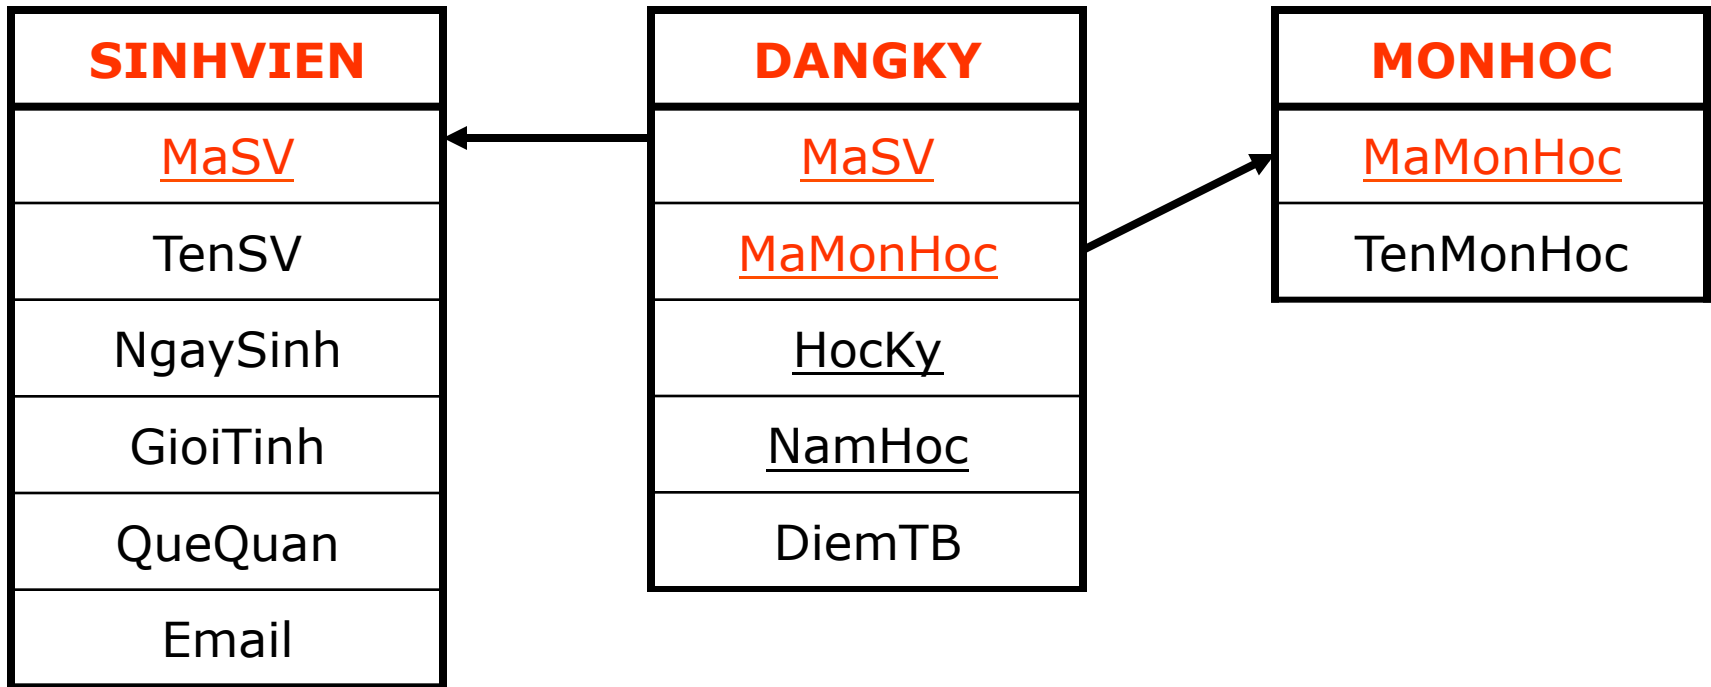 SINHVIEN
MaSV
TenSV
NgaySinh
GioiTinh
QueQuan
Email
DANGKY
MaSV
MaMonHoc
HocKy
NamHoc
DiemTB
MONHOC
MaMonHoc
TenMonHoc